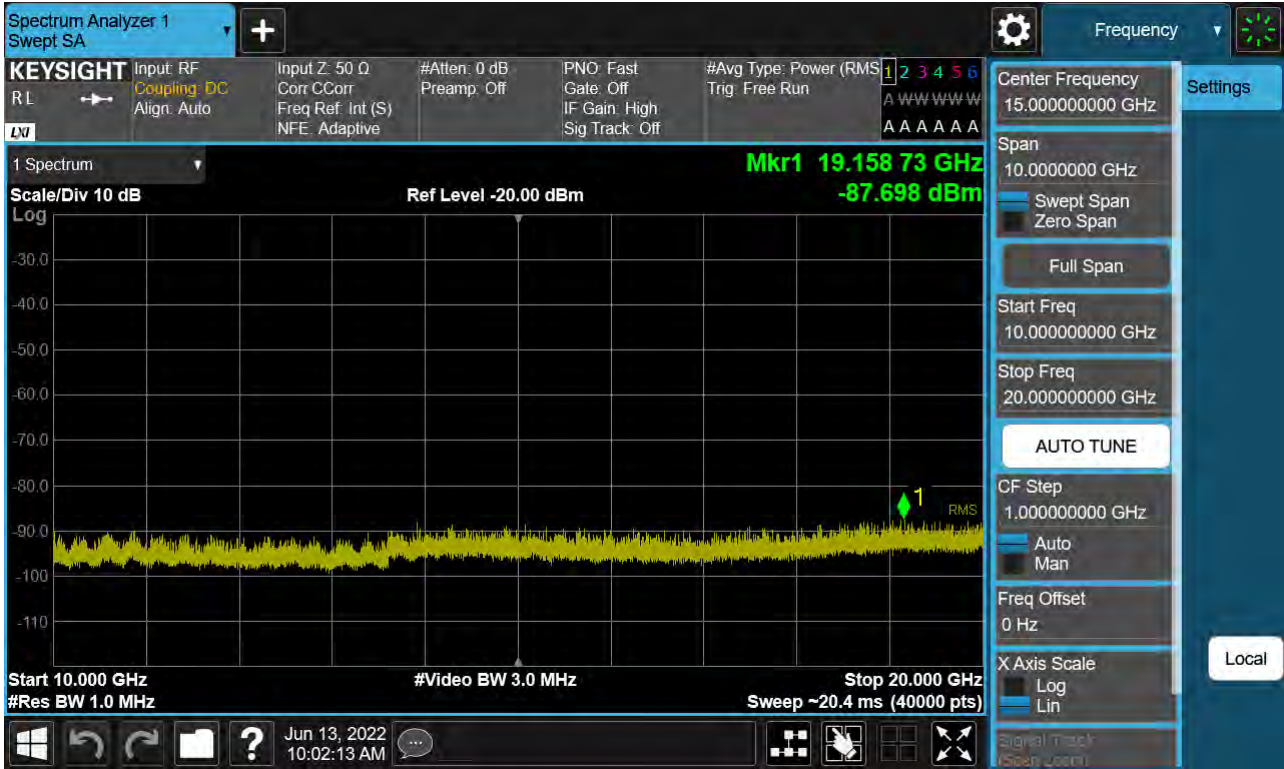 Spectrum Analyzer 1
Swept SA
+
Frequency
KEYSIGHT
R L
LXI
Input: RF
Coupling: DC
Align: Auto
Input Z: 50 Ω
Corr CCorr
Freq Ref: Int (S)
NFE: Adaptive
#Atten: 0 dB
Preamp: Off
PNO: Fast
Gate: Off
IF Gain: High
Sig Track: Off
#Avg Type: Power (RMS
Trig: Free Run
1 2 3 4 5 6
A W W W W W
A A A A A A
1 Spectrum
Scale/Div 10 dB
Ref Level -20.00 dBm
Mkr1 19.158 73 GHz
-87.698 dBm
Log
-30.0
-40.0
-50.0
-60.0
-70.0
-80.0
-90.0
-100
-110
1
RMS
Start 10.000 GHz
#Video BW 3.0 MHz
Stop 20.000 GHz
#Res BW 1.0 MHz
Sweep ~20.4 ms (40000 pts)
Center Frequency
15.000000000 GHz
Settings
Span
10.0000000 GHz
Swept Span
Zero Span
Full Span
Start Freq
10.000000000 GHz
Stop Freq
20.000000000 GHz
AUTO TUNE
CF Step
1.000000000 GHz
Auto
Man
Freq Offset
0 Hz
X Axis Scale
Log
Lin
Signal Track
(Span Zoom)
Local
?
Jun 13, 2022
10:02:13 AM